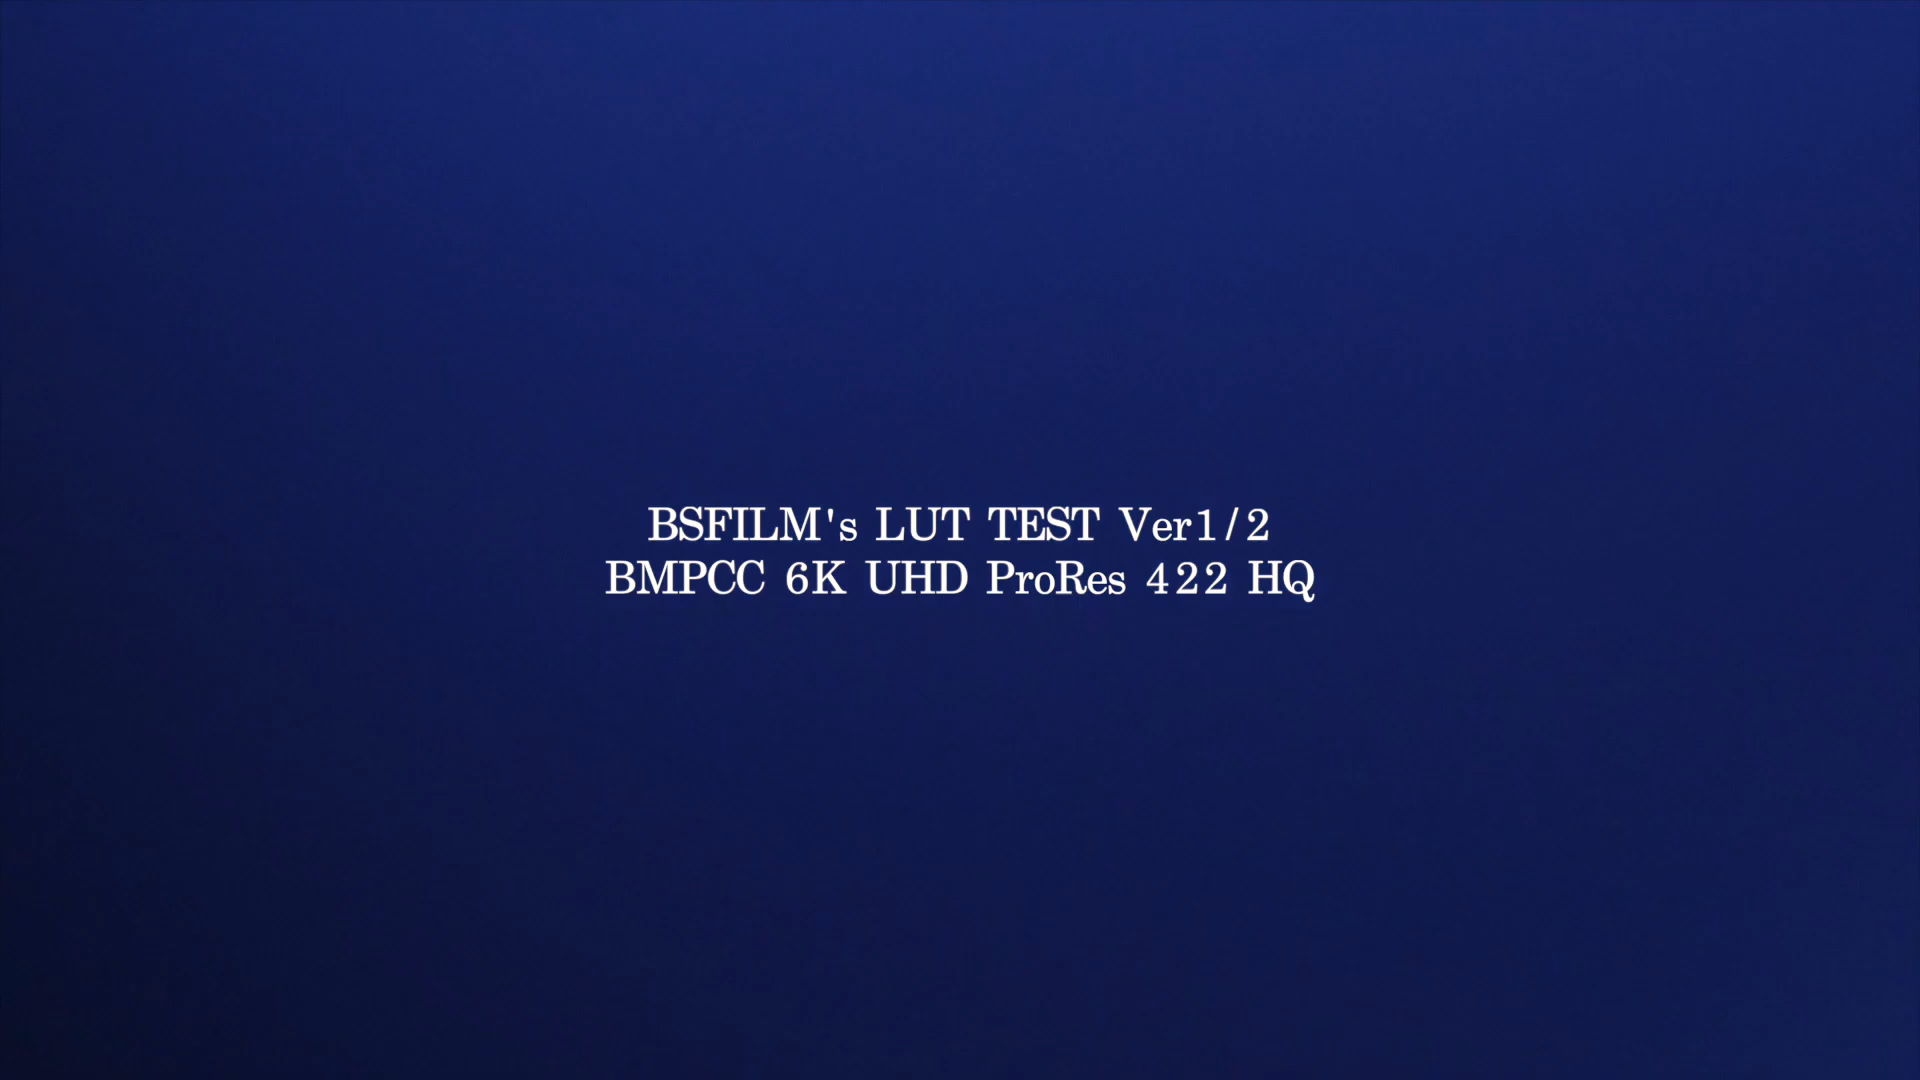 BSFILM's LUT TEST Ver1/2
BMPCC 6K UHD ProRes 422 HQ